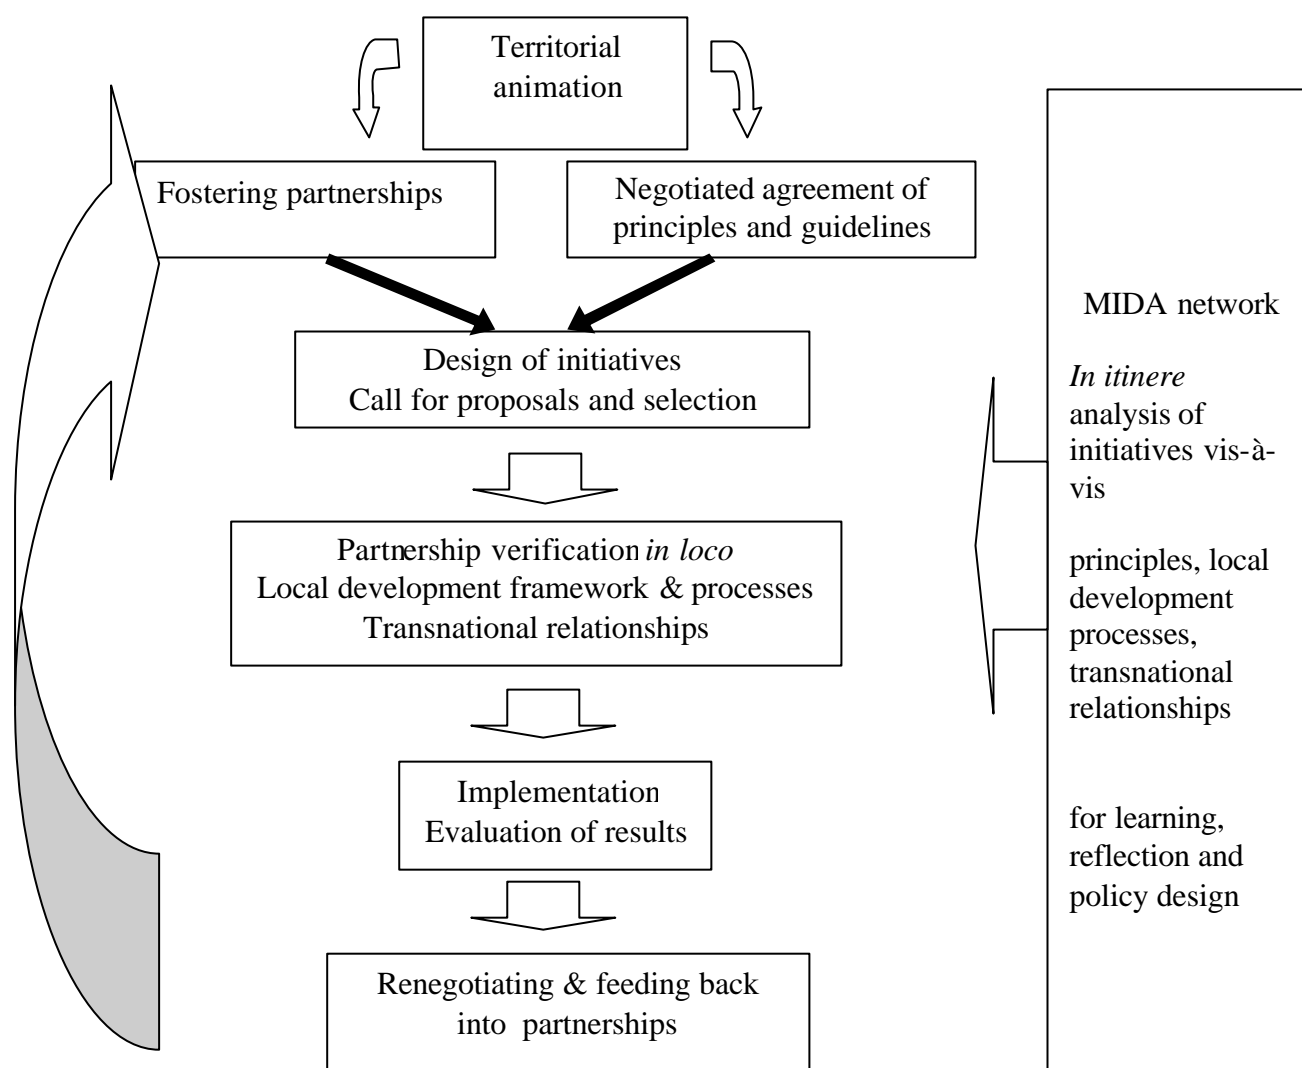 Territorial
animation
Fostering partnerships
Negotiated agreement of
principles and guidelines
Design of initiatives
Call for proposals and selection
Partnership verification in loco
Local development framework & processes
Transnational relationships
Implementation
Evaluation of results
Renegotiating & feeding back
into partnerships
MIDA network
In itinere
analysis of
initiatives vis-à-
vis
principles, local
development
processes,
transnational
relationships
for learning,
reflection and
policy design